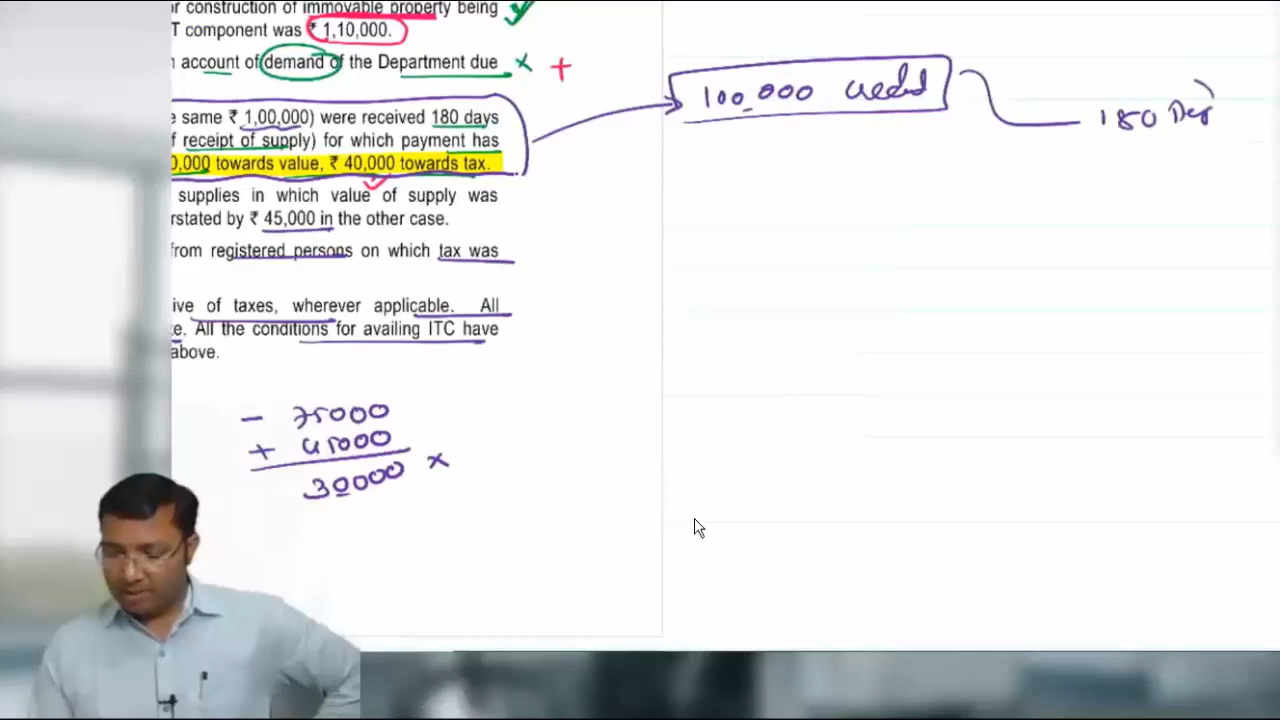 r construction of immovable property being
T component was ₹ 1,10,000.
account of demand of the Department due × +
e same ₹ 1,00,000) were received 180 days
f receipt of supply) for which payment has
0,000 towards value, ₹ 40,000 towards tax.
supplies in which value of supply was
rstated by ₹ 45,000 in the other case.
from registered persons on which tax was
ive of taxes, wherever applicable. All
e. All the conditions for availing ITC have
above.
- 75000
+ 45000
30000 ×
100,000
180